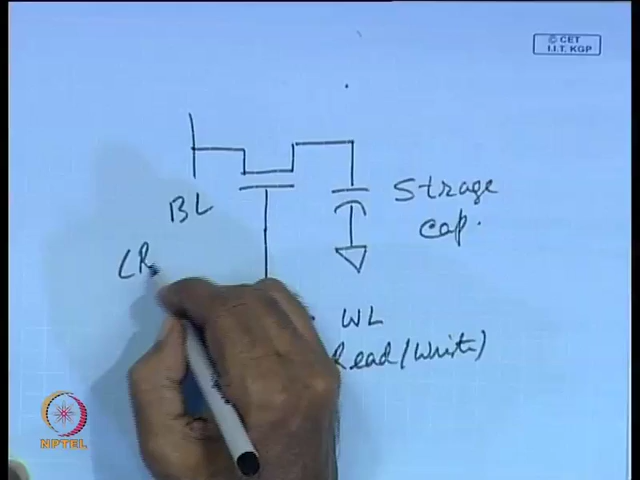 © CET
I.I.T. KGP
Strage
cap.
BL
(R
WL
Read (Write)
NPTEL